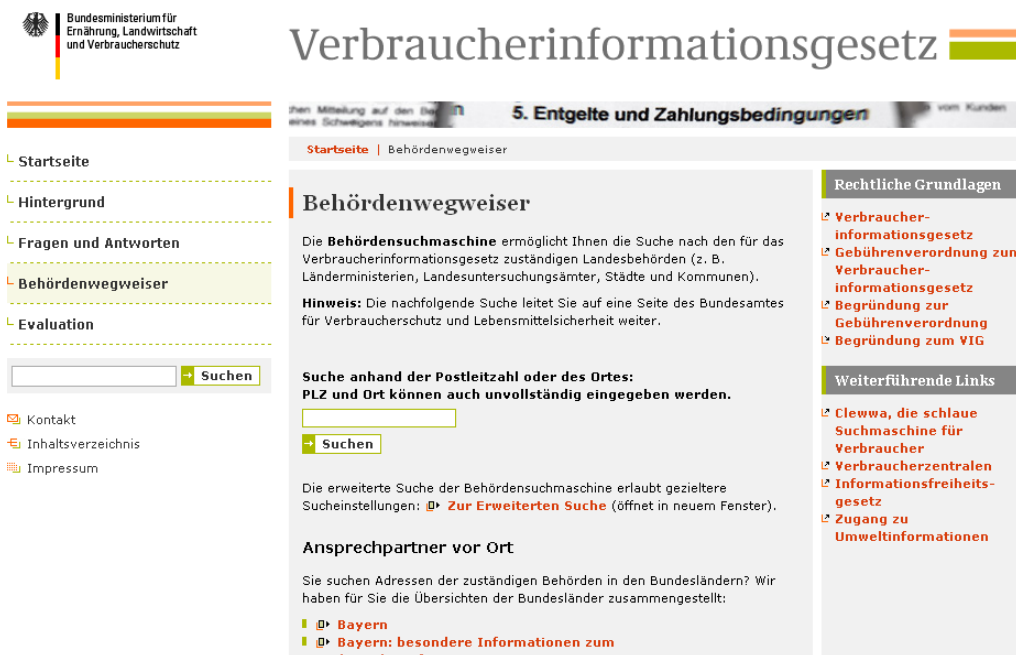 Bundesministerium für
Ernährung, Landwirtschaft
und Verbraucherschutz
Verbraucherinformationsgesetz
5. Entgelte und Zahlungsbedingungen
vom Kunden
Startseite | Behördenwegweiser
Startseite
Hintergrund
Fragen und Antworten
Behördenwegweiser
Evaluation
Suchen
Kontakt
Inhaltsverzeichnis
Impressum
Behördenwegweiser
Die Behördensuchmaschine ermöglicht Ihnen die Suche nach den für das
Verbraucherinformationsgesetz zuständigen Landesbehörden (z. B.
Länderministerien, Landesuntersuchungsämter, Städte und Kommunen).
Hinweis: Die nachfolgende Suche leitet Sie auf eine Seite des Bundesamtes
für Verbraucherschutz und Lebensmittelsicherheit weiter.
Suche anhand der Postleitzahl oder des Ortes:
PLZ und Ort können auch unvollständig eingegeben werden.
Suchen
Die erweiterte Suche der Behördensuchmaschine erlaubt gezieltere
Sucheinstellungen: Zur Erweiterten Suche (öffnet in neuem Fenster).
Ansprechpartner vor Ort
Sie suchen Adressen der zuständigen Behörden in den Bundesländern? Wir
haben für Sie die Übersichten der Bundesländer zusammengestellt:
Bayern
Bayern: besondere Informationen zum
Rechtliche Grundlagen
Verbraucher-
informationsgesetz
Gebührenverordnung zum
Verbraucher-
informationsgesetz
Begründung zur
Gebührenverordnung
Begründung zum VIG
Weiterführende Links
Clewwa, die schlaue
Suchmaschine für
Verbraucher
Verbraucherzentralen
Informationsfreiheits-
gesetz
Zugang zu
Umweltinformationen